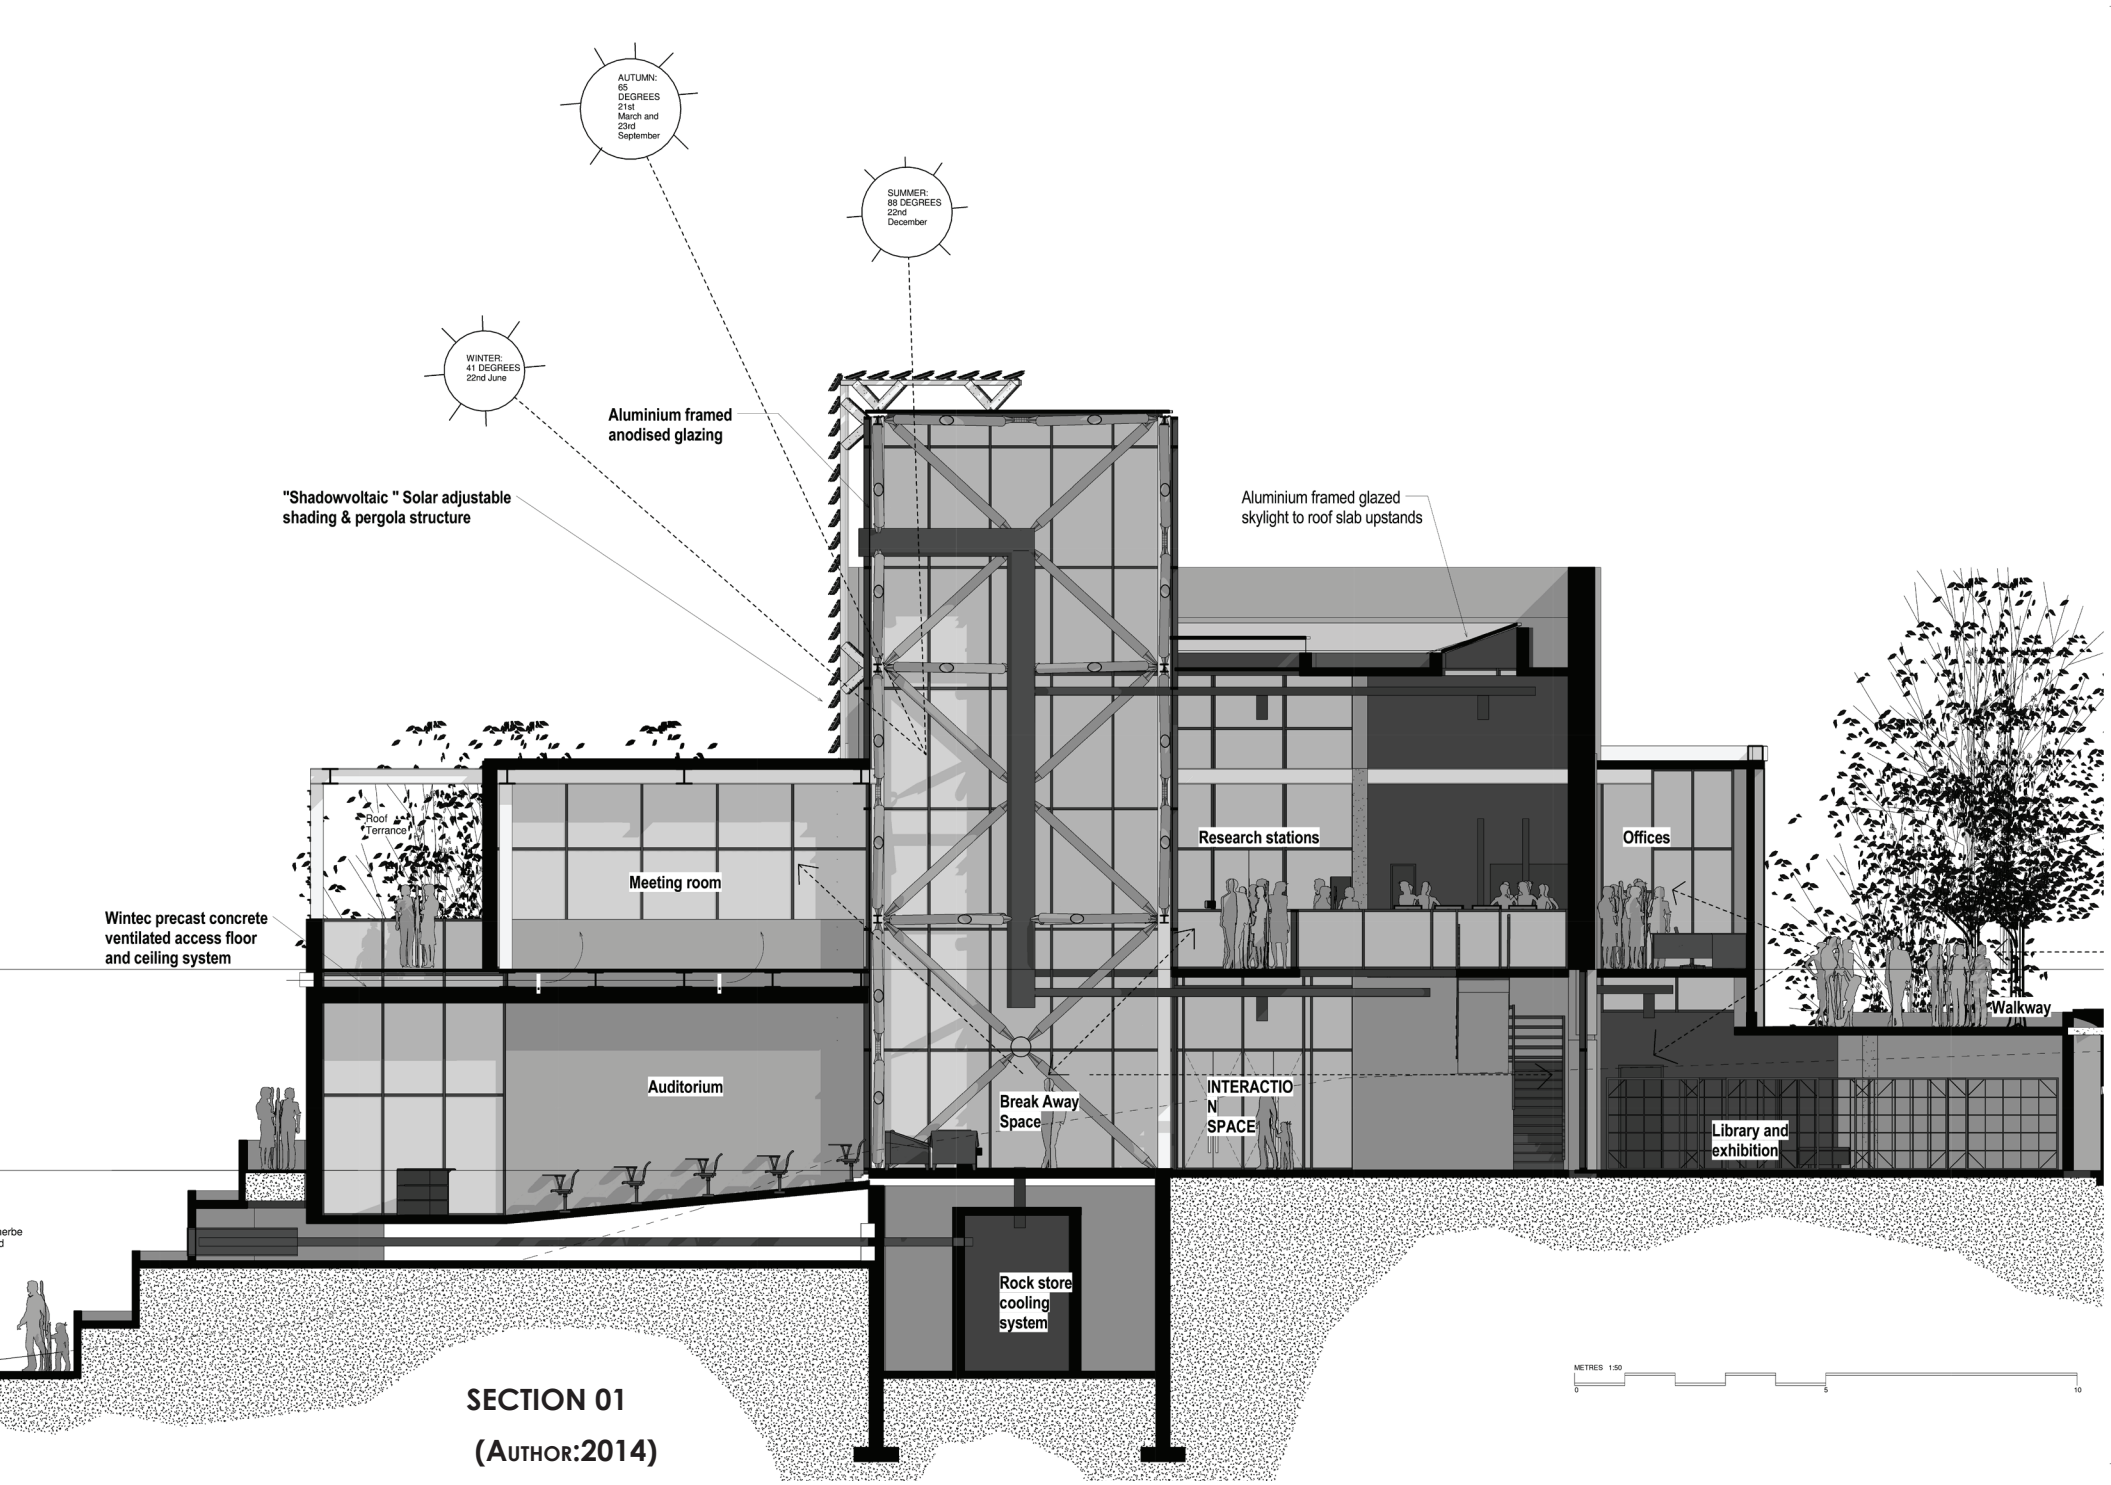 AUTUMN:
65
DEGREES
21st
March and
23rd
September
SUMMER:
88 DEGREES
22nd
December
WINTER:
41 DEGREES
22nd June
Aluminium framed
anodised glazing
"Shadowvoltaic " Solar adjustable
shading & pergola structure
Aluminium framed glazed
skylight to roof slab upstands
Roof
Terrance
Meeting room
Research stations
Offices
Wintec precast concrete
ventilated access floor
and ceiling system
Walkway
Auditorium
Break Away
Space
INTERACTIO
N
SPACE
Library and
exhibition
Rock store
cooling
system
METRES 1:50
0 5 10
SECTION 01
(Author:2014)